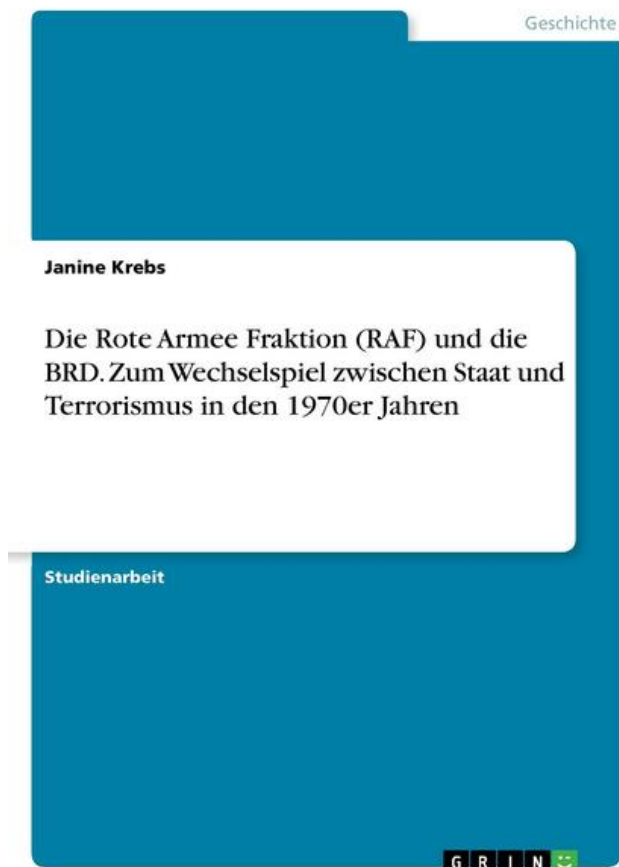 Geschichte
Janine Krebs
Die Rote Armee Fraktion (RAF) und die
BRD. Zum Wechselspiel zwischen Staat und
Terrorismus in den 1970er Jahren
Studienarbeit
GRIN